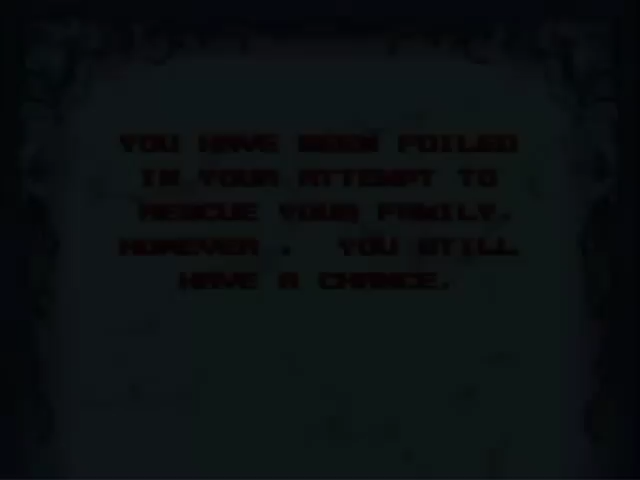 YOU HAVE BEEN FOILED
IN YOUR ATTEMPT TO
RESCUE YOUR FAMILY.
HOWEVER . YOU STILL
HAVE A CHANCE.